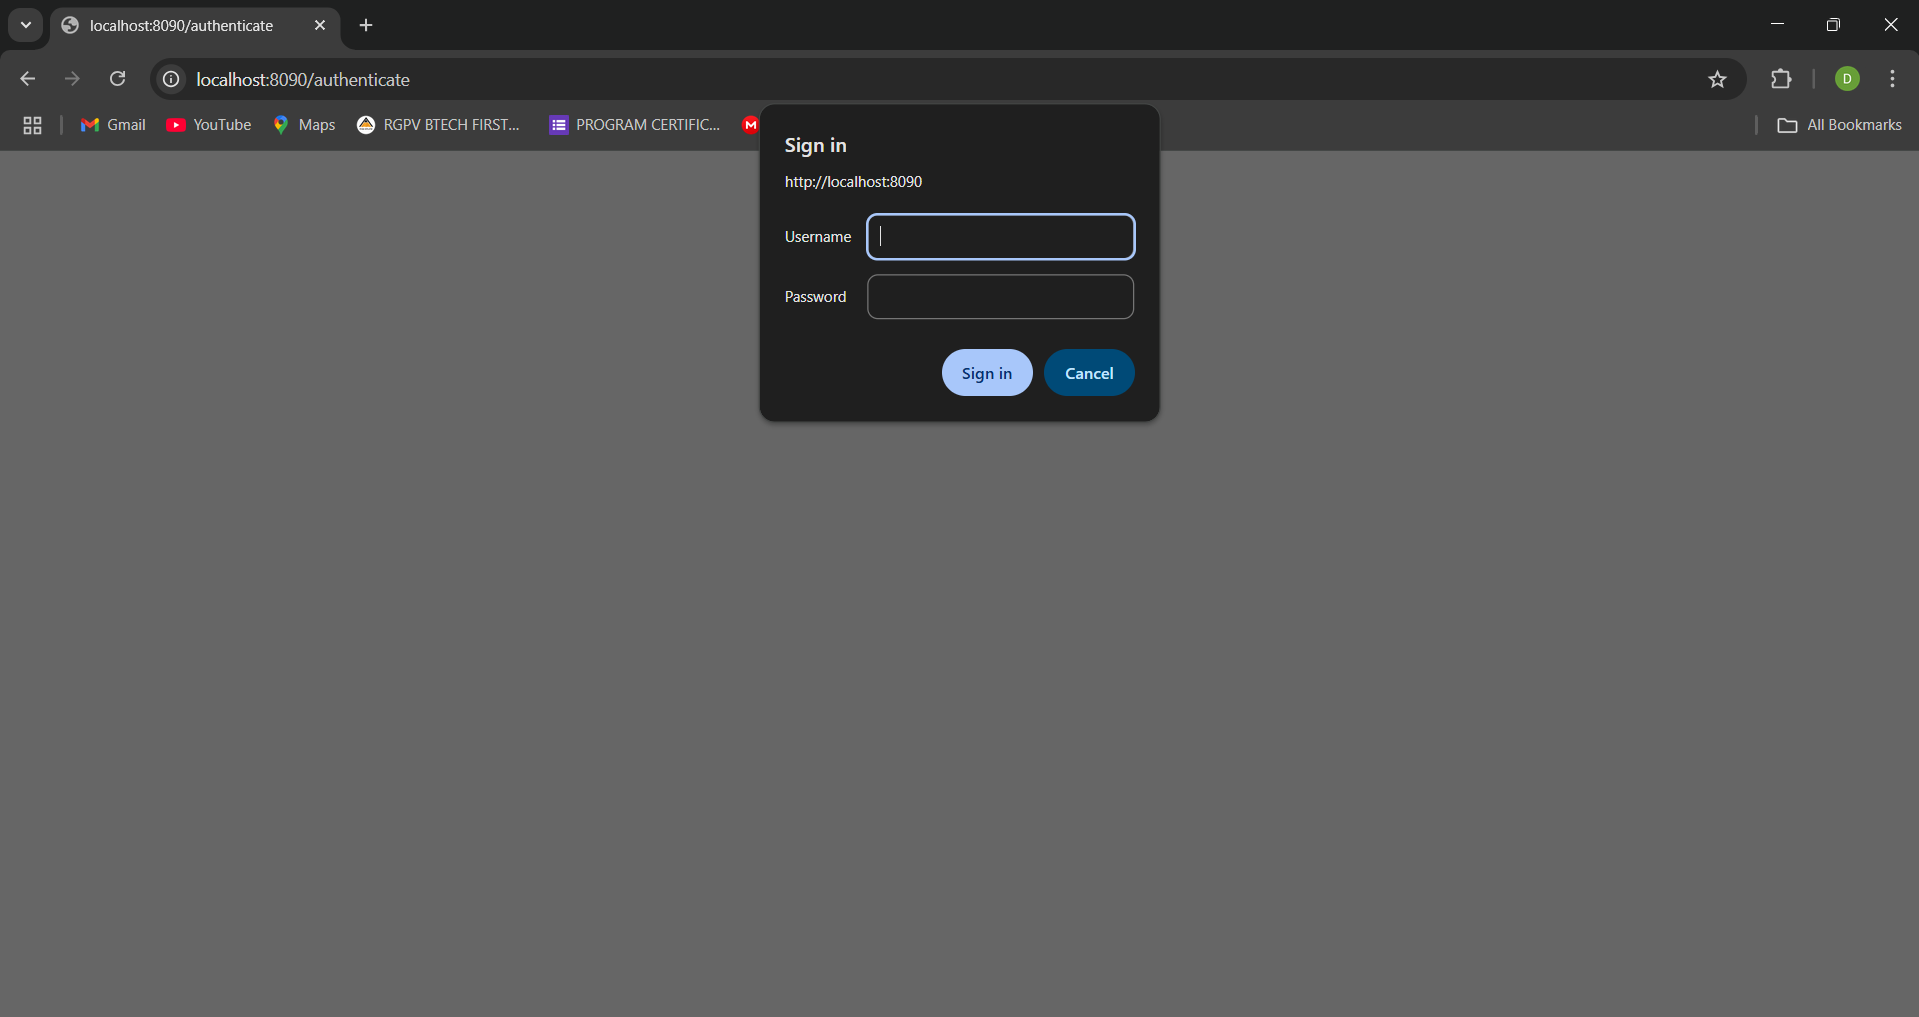 localhost:8090/authenticate
localhost:8090/authenticate
D
Gmail
YouTube
Maps
RGPV BTECH FIRST...
PROGRAM CERTIFIC...
M
All Bookmarks
Sign in
http://localhost:8090
Username
Password
Sign in
Cancel